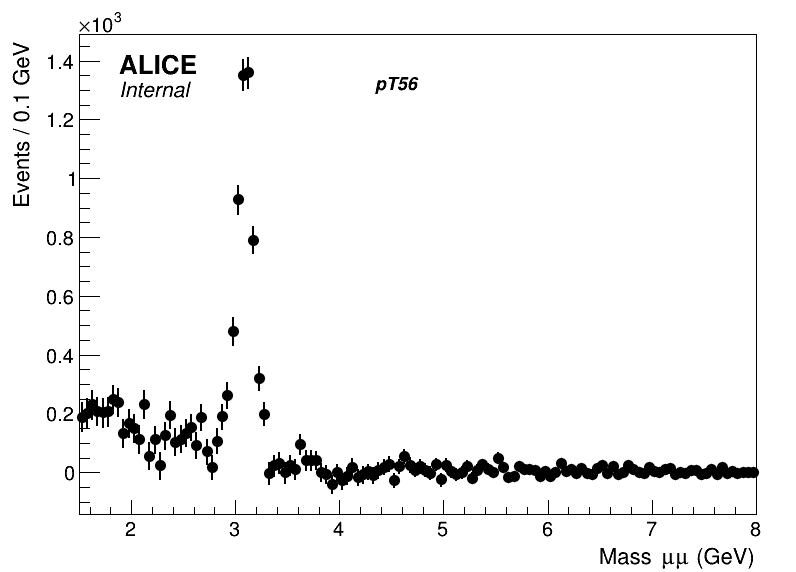 ×10³
ALICE
Internal
pT56
Events / 0.1 GeV
1.4
1.2
1
0.8
0.6
0.4
0.2
0
2 3 4 5 6 7 8
Mass μμ (GeV)